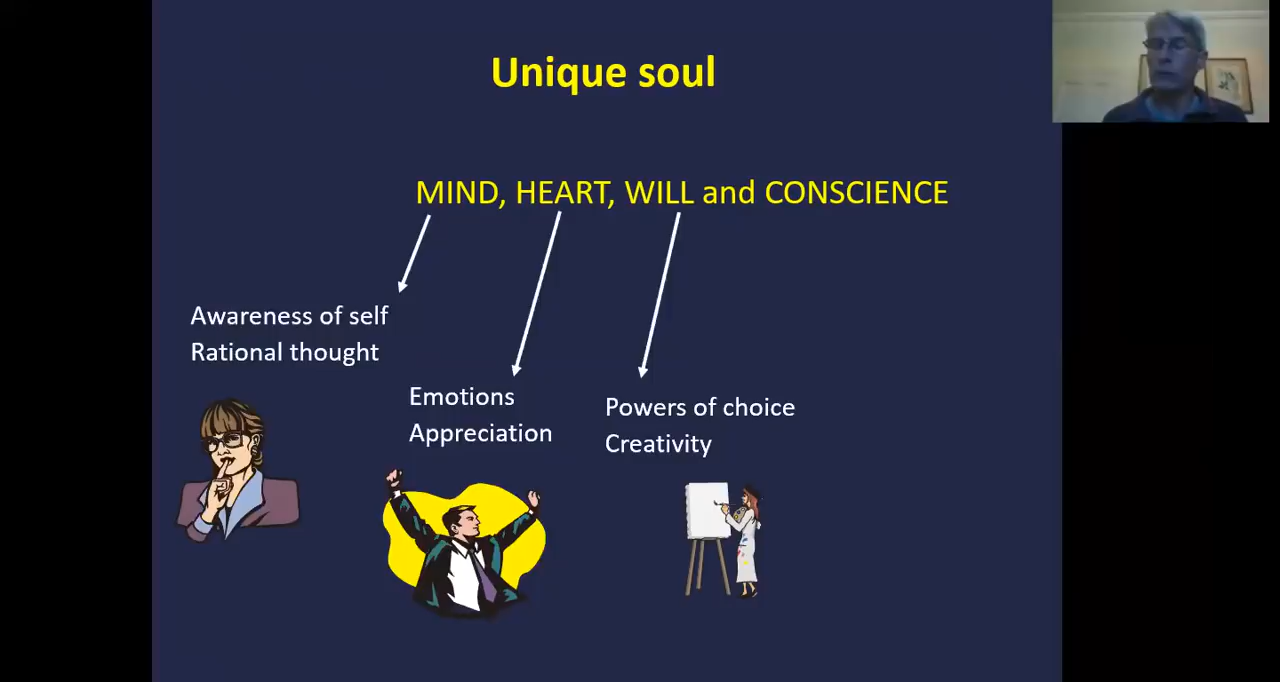 Unique soul
MIND, HEART, WILL and CONSCIENCE
Awareness of self
Rational thought
Emotions
Appreciation
Powers of choice
Creativity